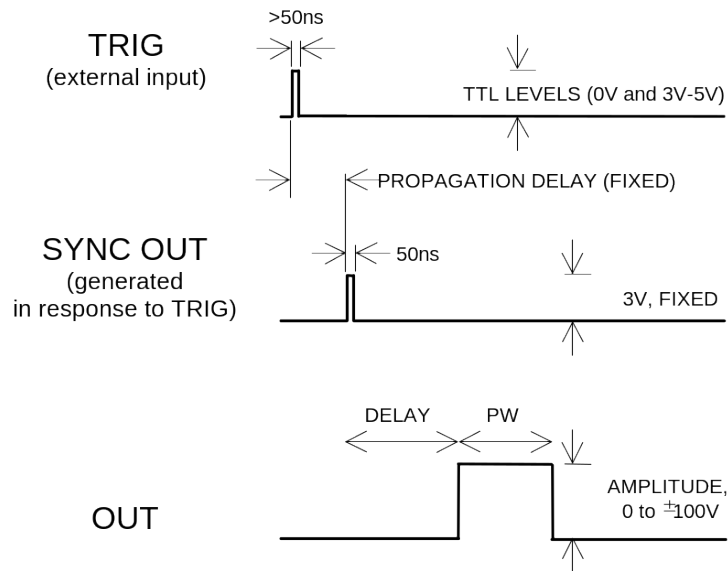 >50ns
TRIG
(external input)
TTL LEVELS (0V and 3V-5V)
PROPAGATION DELAY (FIXED)
SYNC OUT
(generated
in response to TRIG)
50ns
3V, FIXED
DELAY
PW
AMPLITUDE,
0 to ±100V
OUT